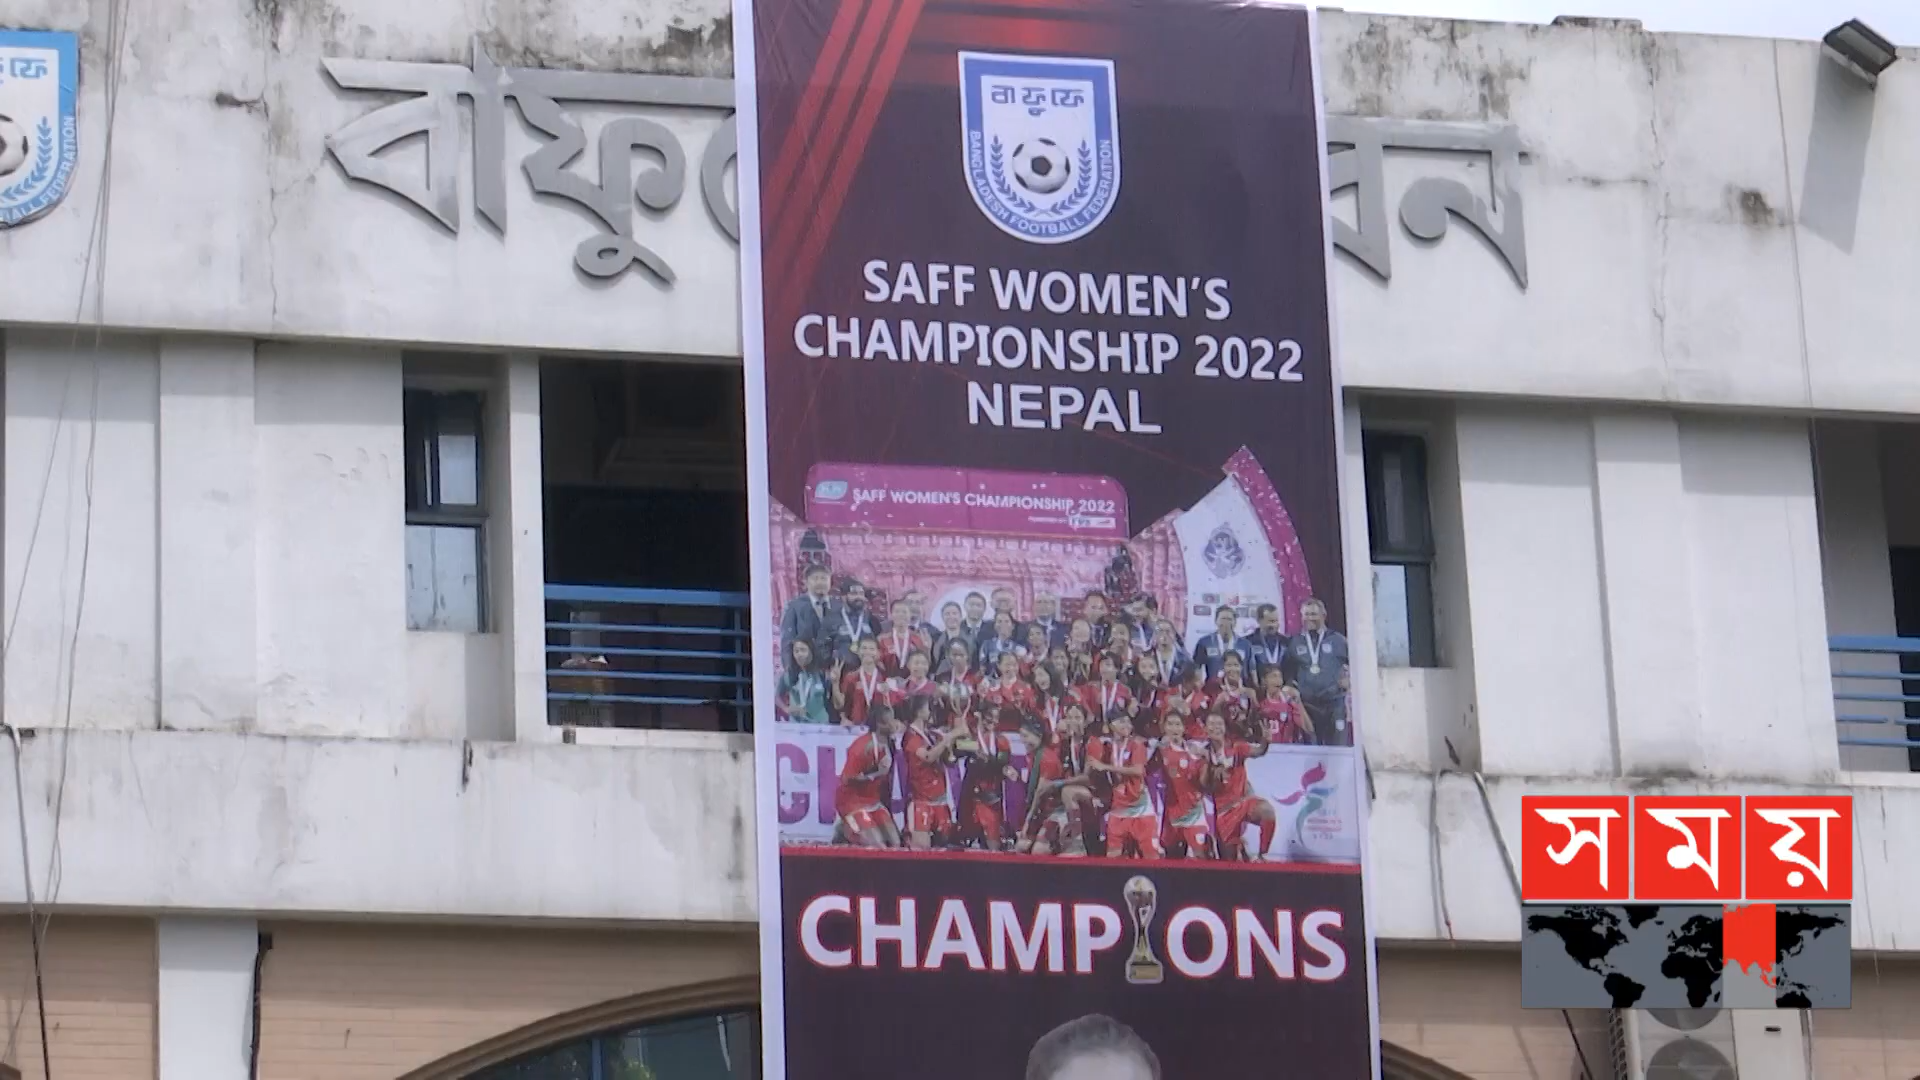 বাফুফে
BANGLADESH FOOTBALL FEDERATION
SAFF WOMEN'S
CHAMPIONSHIP 2022
NEPAL
SAFF WOMEN'S CHAMPIONSHIP 2022
CHAMPIONS
সময়